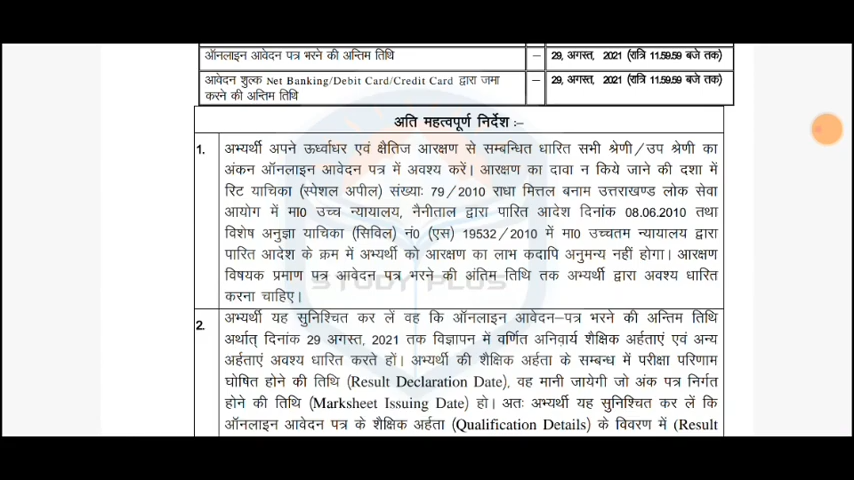 ऑनलाइन आवेदन पत्र भरने की अन्तिम तिथि – 29, अगस्त, 2021 (रात्रि 11.59.59 बजे तक)
आवेदन शुल्क Net Banking/Debit Card/Credit Card द्वारा जमा – 29, अगस्त, 2021 (रात्रि 11.59.59 बजे तक)
करने की अन्तिम तिथि
अति महत्वपूर्ण निर्देश :–
1. अभ्यर्थी अपने ऊर्ध्वाधर एवं क्षैतिज आरक्षण से सम्बन्धित धारित सभी श्रेणी/उप श्रेणी का
अंकन ऑनलाइन आवेदन पत्र में अवश्य करें। आरक्षण का दावा न किये जाने की दशा में
रिट याचिका (स्पेशल अपील) संख्याः 79/2010 राधा मित्तल बनाम उत्तराखण्ड लोक सेवा
आयोग में मा0 उच्च न्यायालय, नैनीताल द्वारा पारित आदेश दिनांक 08.06.2010 तथा
विशेष अनुज्ञा याचिका (सिविल) नं0 (एस) 19532/2010 में मा0 उच्चतम न्यायालय द्वारा
पारित आदेश के क्रम में अभ्यर्थी को आरक्षण का लाभ कदापि अनुमन्य नहीं होगा। आरक्षण
विषयक प्रमाण पत्र आवेदन पत्र भरने की अंतिम तिथि तक अभ्यर्थी द्वारा अवश्य धारित
करना चाहिए।
STUDY PLUS
2. अभ्यर्थी यह सुनिश्चित कर लें वह कि ऑनलाइन आवेदन–पत्र भरने की अन्तिम तिथि
अर्थात् दिनांक 29 अगस्त, 2021 तक विज्ञापन में वर्णित अनिवार्य शैक्षिक अर्हताएं एवं अन्य
अर्हताएं अवश्य धारित करते हों। अभ्यर्थी की शैक्षिक अर्हता के सम्बन्ध में परीक्षा परिणाम
घोषित होने की तिथि (Result Declaration Date), वह मानी जायेगी जो अंक पत्र निर्गत
होने की तिथि (Marksheet Issuing Date) हो। अतः अभ्यर्थी यह सुनिश्चित कर लें कि
ऑनलाइन आवेदन पत्र के शैक्षिक अर्हता (Qualification Details) के विवरण में (Result